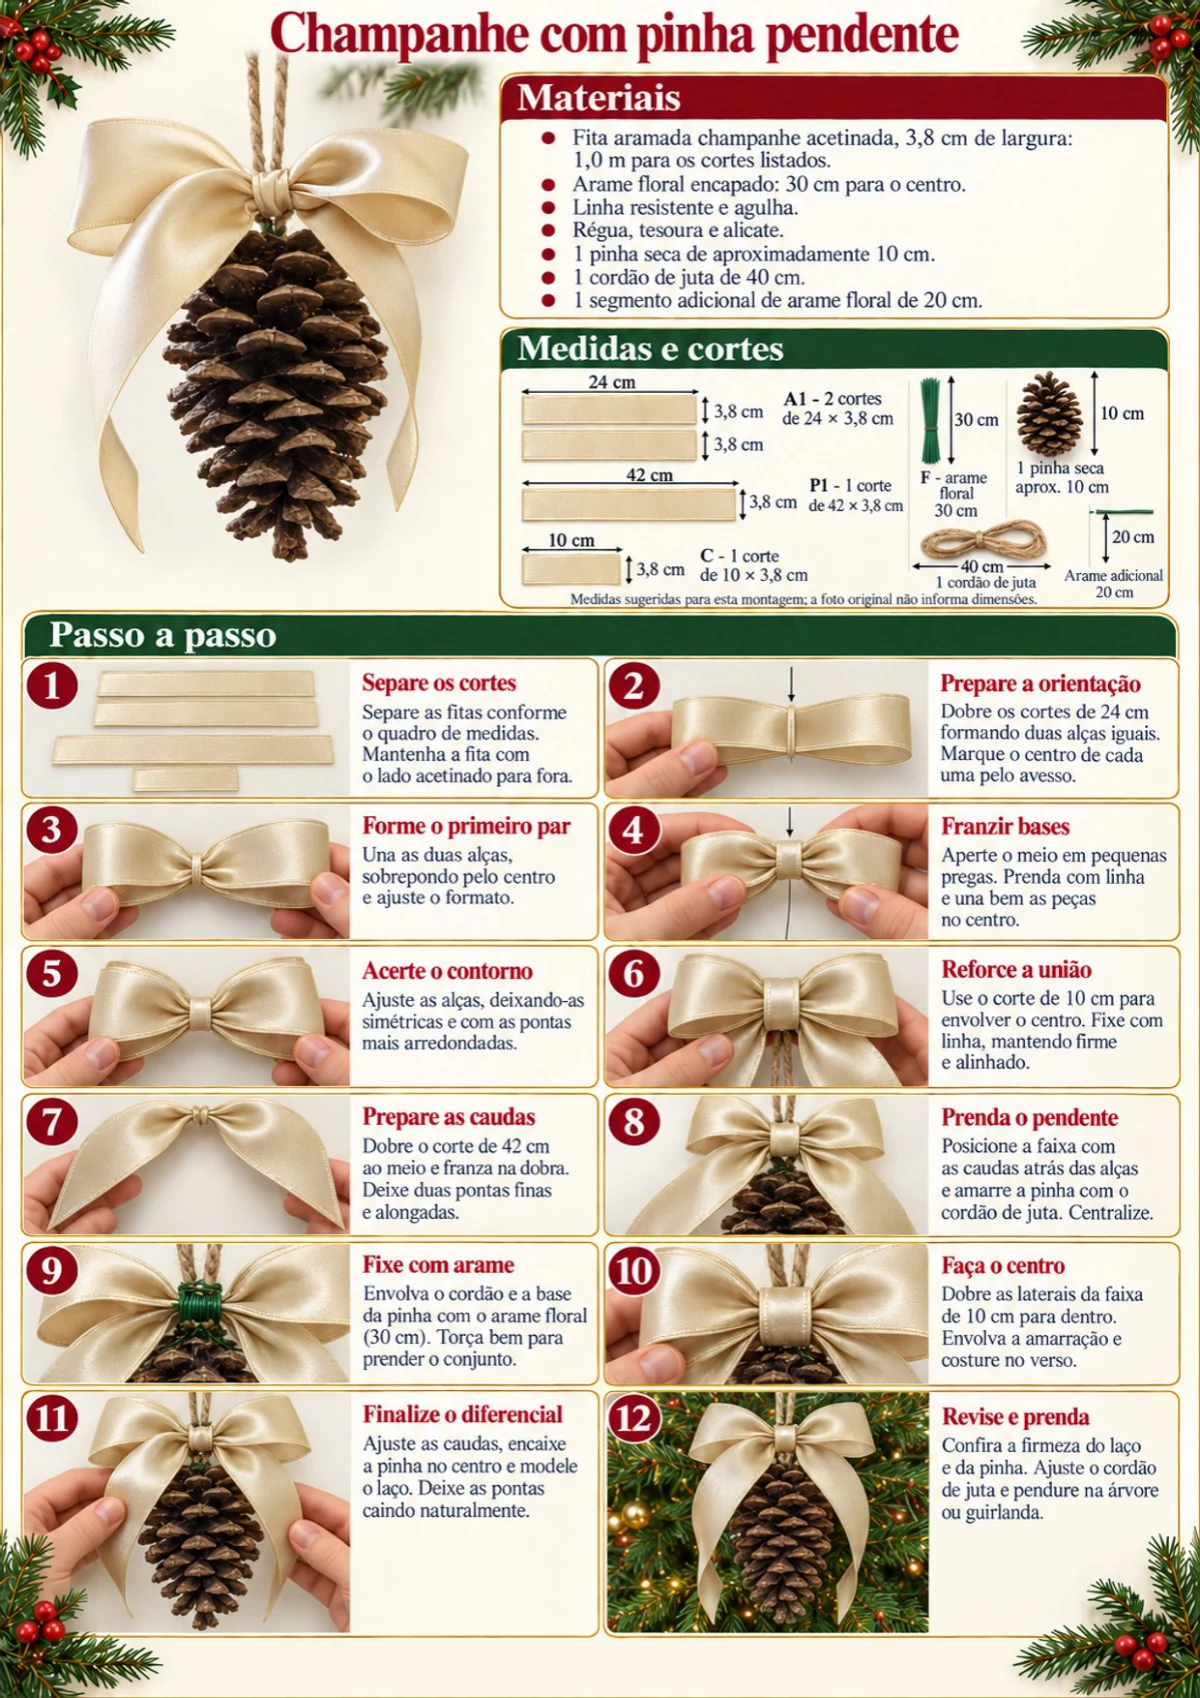 Champanhe com pinha pendente
Materiais
● Fita aramada champanhe acetinada, 3,8 cm de largura:
1,0 m para os cortes listados.
● Arame floral encapado: 30 cm para o centro.
● Linha resistente e agulha.
● Régua, tesoura e alicate.
● 1 pinha seca de aproximadamente 10 cm.
● 1 cordão de juta de 40 cm.
● 1 segmento adicional de arame floral de 20 cm.
Medidas e cortes
24 cm
3,8 cm
3,8 cm
A1 - 2 cortes
de 24 × 3,8 cm
42 cm
3,8 cm
P1 - 1 corte
de 42 × 3,8 cm
10 cm
3,8 cm
C - 1 corte
de 10 × 3,8 cm
30 cm
F - arame
floral
30 cm
10 cm
1 pinha seca
aprox. 10 cm
40 cm
1 cordão de juta
20 cm
Arame adicional
20 cm
Medidas sugeridas para esta montagem; a foto original não informa dimensões.
Passo a passo
1
Separe os cortes
Separe as fitas conforme
o quadro de medidas.
Mantenha a fita com
o lado acetinado para fora.
2
Prepare a orientação
Dobre os cortes de 24 cm
formando duas alças iguais.
Marque o centro de cada
uma pelo avesso.
3
Forme o primeiro par
Una as duas alças,
sobrepondo pelo centro
e ajuste o formato.
4
Franzir bases
Aperte o meio em pequenas
pregas. Prenda com linha
e una bem as peças
no centro.
5
Acerte o contorno
Ajuste as alças, deixando-as
simétricas e com as pontas
mais arredondadas.
6
Reforce a união
Use o corte de 10 cm para
envolver o centro. Fixe com
linha, mantendo firme
e alinhado.
7
Prepare as caudas
Dobre o corte de 42 cm
ao meio e franza na dobra.
Deixe duas pontas finas
e alongadas.
8
Prenda o pendente
Posicione a faixa com
as caudas atrás das alças
e amarre a pinha com o
cordão de juta. Centralize.
9
Fixe com arame
Envolva o cordão e a base
da pinha com o arame floral
(30 cm). Torça bem para
prender o conjunto.
10
Faça o centro
Dobre as laterais da faixa
de 10 cm para dentro.
Envolva a amarração e
costure no verso.
11
Finalize o diferencial
Ajuste as caudas, encaixe
a pinha no centro e modele
o laço. Deixe as pontas
caindo naturalmente.
12
Revise e prenda
Confira a firmeza do laço
e da pinha. Ajuste o cordão
de juta e pendure na árvore
ou guirlanda.